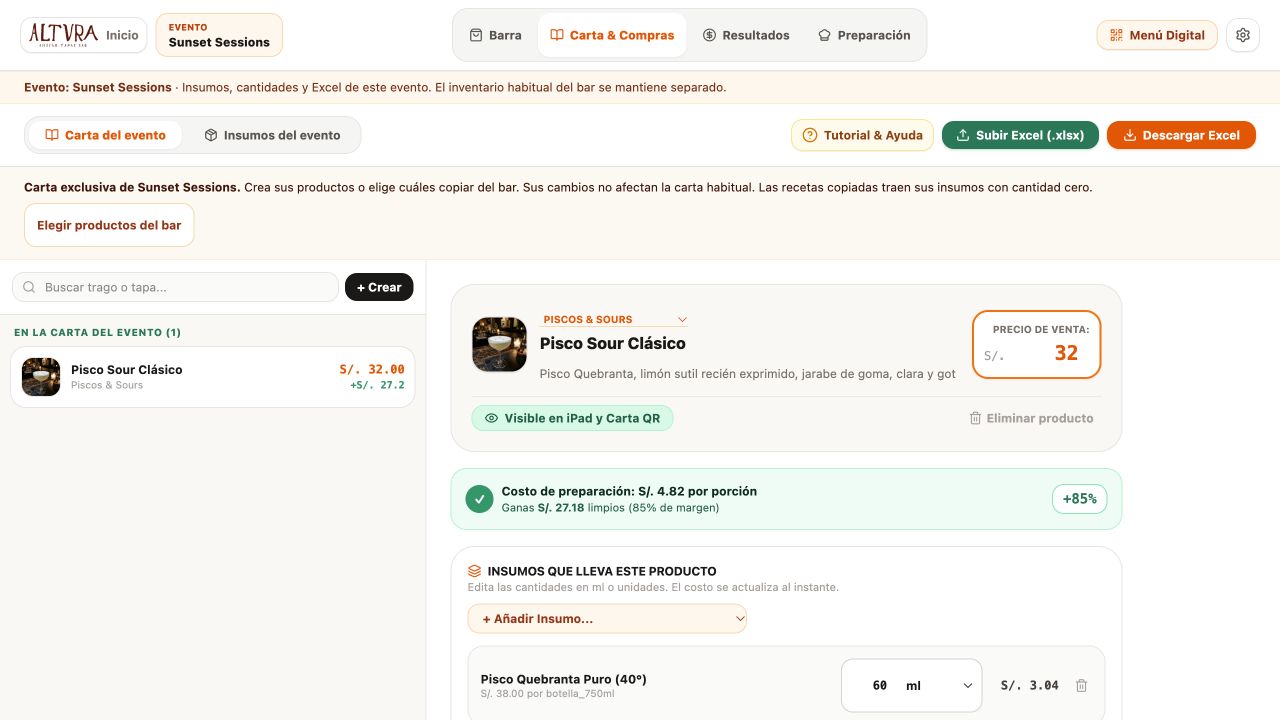 ALTVRA
Inicio
EVENTO
Sunset Sessions
Barra
Carta & Compras
Resultados
Preparación
Menú Digital
Evento: Sunset Sessions · Insumos, cantidades y Excel de este evento. El inventario habitual del bar se mantiene separado.
Carta del evento
Insumos del evento
Tutorial & Ayuda
Subir Excel (.xlsx)
Descargar Excel
Carta exclusiva de Sunset Sessions. Crea sus productos o elige cuáles copiar del bar. Sus cambios no afectan la carta habitual. Las recetas copiadas traen sus insumos con cantidad cero.
Elegir productos del bar
Buscar trago o tapa...
+ Crear
EN LA CARTA DEL EVENTO (1)
Pisco Sour Clásico
S/. 32.00
Piscos & Sours
+S/. 27.2
PISCOS & SOURS
Pisco Sour Clásico
Pisco Quebranta, limón sutil recién exprimido, jarabe de goma, clara y got
PRECIO DE VENTA:
S/. 32
Visible en iPad y Carta QR
Eliminar producto
Costo de preparación: S/. 4.82 por porción
Ganas S/. 27.18 limpios (85% de margen)
+85%
INSUMOS QUE LLEVA ESTE PRODUCTO
Edita las cantidades en ml o unidades. El costo se actualiza al instante.
+ Añadir Insumo...
Pisco Quebranta Puro (40°)
S/. 38.00 por botella_750ml
60 ml
S/. 3.04